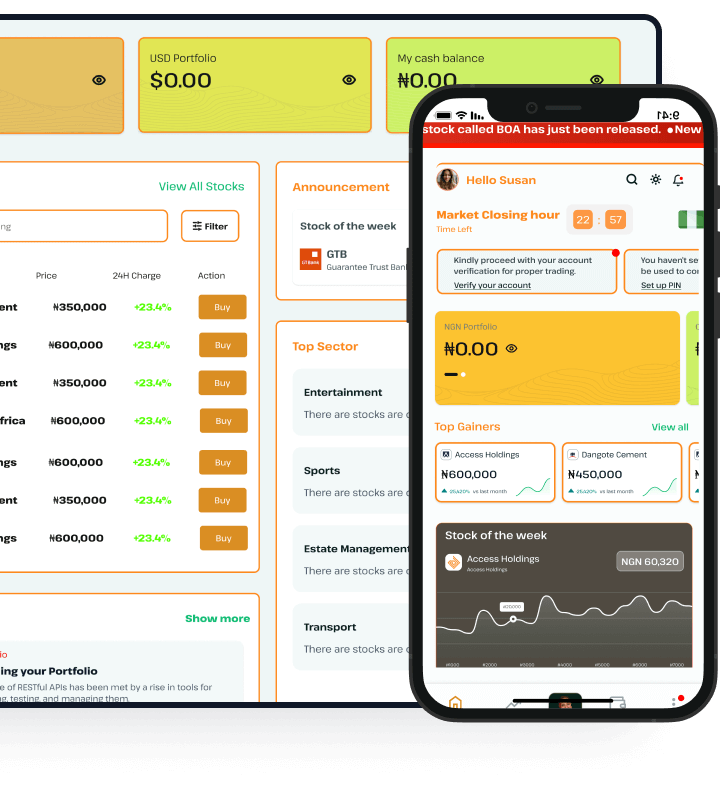 USD Portfolio
$0.00
My cash balance
₦0.00
View All Stocks
ng
Filter
Price
24H Charge
Action
ent
₦350,000
+23.4%
Buy
ngs
₦600,000
+23.4%
Buy
ent
₦350,000
+23.4%
Buy
frica
₦600,000
+23.4%
Buy
ngs
₦600,000
+23.4%
Buy
ent
₦350,000
+23.4%
Buy
ngs
₦600,000
+23.4%
Buy
Show more
io
ing your Portfolio
e of RESTful APIs has been met by a rise in tools for
g, testing, and managing them.
Announcement
Stock of the week
GTBank
GTB
Guarantee Trust Bank
Top Sector
Entertainment
There are stocks are c
Sports
There are stocks are c
Estate Management
There are stocks are c
Transport
There are stocks are c
9:41
stock called BOA has just been released. ●New
Hello Susan
Market Closing hour
Time Left
22 : 57
Kindly proceed with your account
verification for proper trading.
Verify your account
You haven't se
be used to co
Set up PIN
NGN Portfolio
₦0.00
Top Gainers
View all
Access Holdings
₦600,000
25,420% vs last month
Dangote Cement
₦450,000
25,420% vs last month
Stock of the week
Access Holdings
Access Holdings
NGN 60,320
₦20000
₦1000
₦2000
₦3000
₦4000
₦5000
₦6000
₦7000